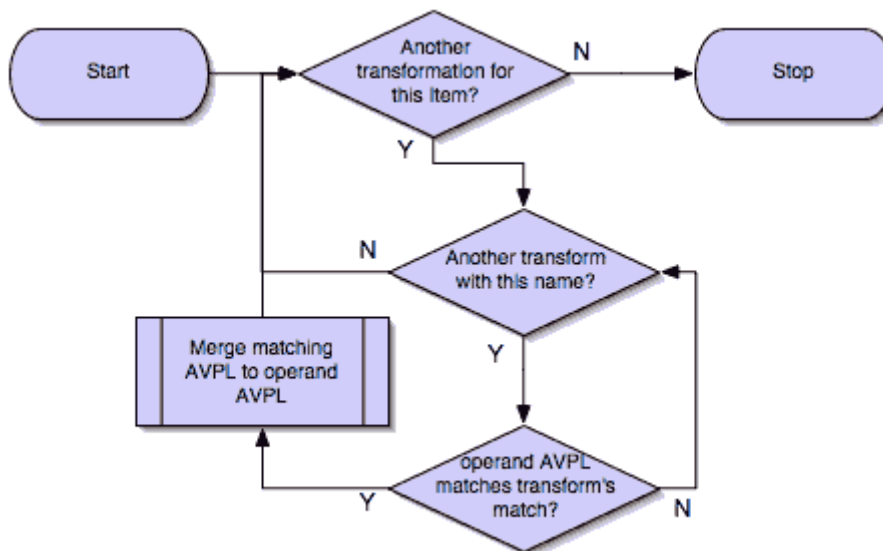 Start
Another
transformation for
this Item?
N
Stop
Y
Another transform
with this name?
N
Y
Merge matching
AVPL to operand
AVPL
operand AVPL
matches transform's
match?
Y
N